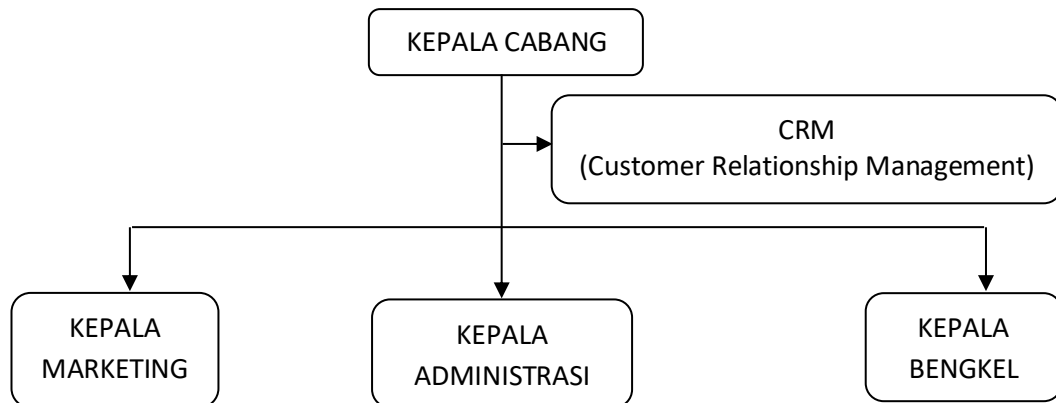 KEPALA CABANG
CRM
(Customer Relationship Management)
KEPALA
MARKETING
KEPALA
ADMINISTRASI
KEPALA
BENGKEL